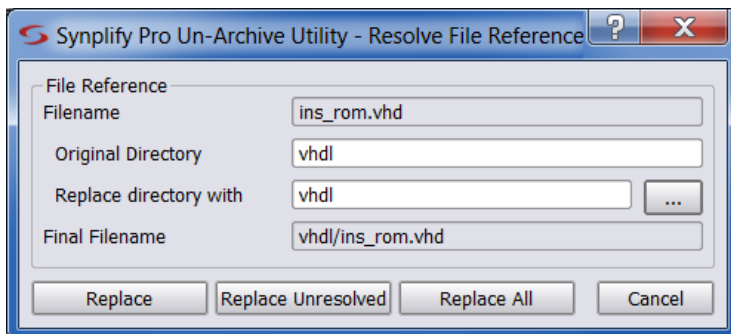 Synplify Pro Un-Archive Utility - Resolve File Reference
File Reference
Filename ins_rom.vhd
Original Directory vhdl
Replace directory with vhdl ...
Final Filename vhdl/ins_rom.vhd
Replace Replace Unresolved Replace All Cancel